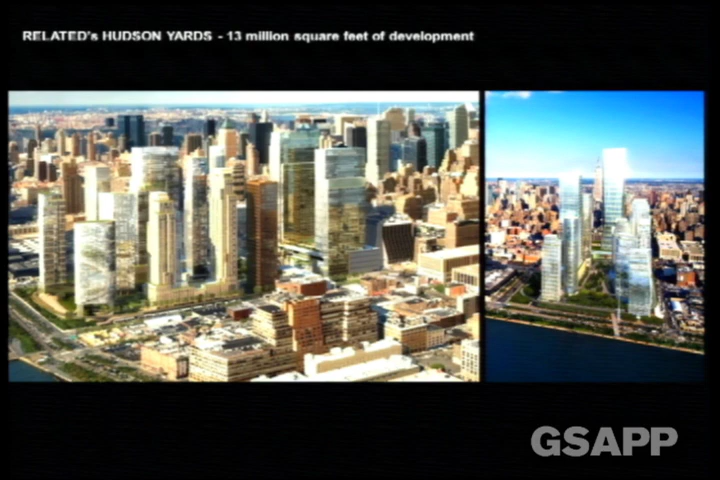 RELATED's HUDSON YARDS - 13 million square feet of development
GSAPP